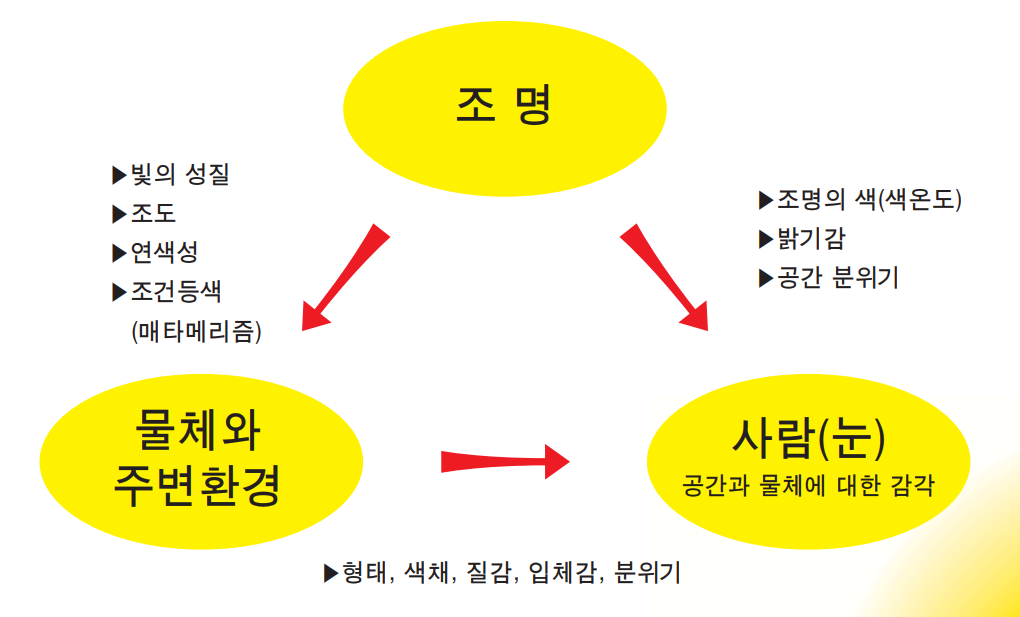 조 명
▶빛의 성질
▶조도
▶연색성
▶조건등색
(매타메리즘)
▶조명의 색(색온도)
▶밝기감
▶공간 분위기
물체와
주변환경
사람(눈)
공간과 물체에 대한 감각
▶형태, 색채, 질감, 입체감, 분위기